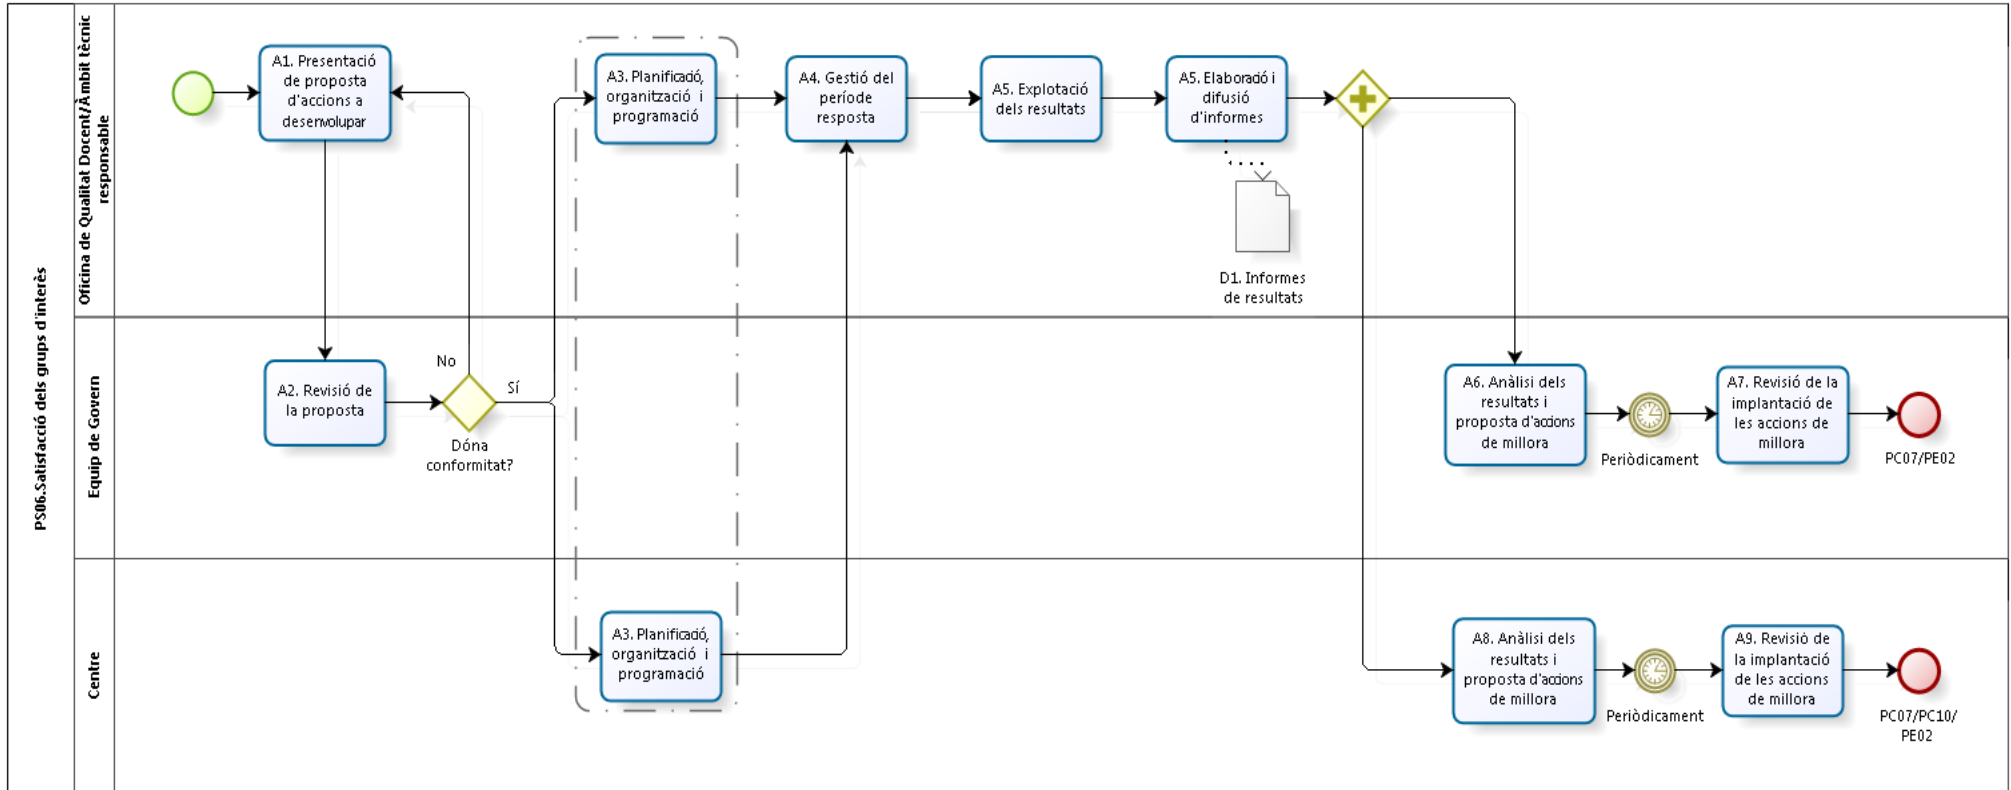 PS06.Satisfacció dels grups d'interès
Oficina de Qualitat Docent/Àmbit tècnic
responsable
A1. Presentació
de proposta
d'accions a
desenvolupar
A3. Planificació,
organització i
programació
A4. Gestió del
període
resposta
A5. Explotació
dels resultats
A5. Elaboració i
difusió
d'informes
D1. Informes
de resultats
Equip de Govern
A2. Revisió de
la proposta
No
Sí
Dóna
conformitat?
A6. Anàlisi dels
resultats i
proposta d'accions
de millora
Periòdicament
A7. Revisió de la
implantació de
les accions de
millora
PC07/PE02
Centre
A3. Planificació,
organització i
programació
A8. Anàlisi dels
resultats i
proposta d'accions
de millora
Periòdicament
A9. Revisió de
la implantació
de les accions
de millora
PC07/PC10/
PE02